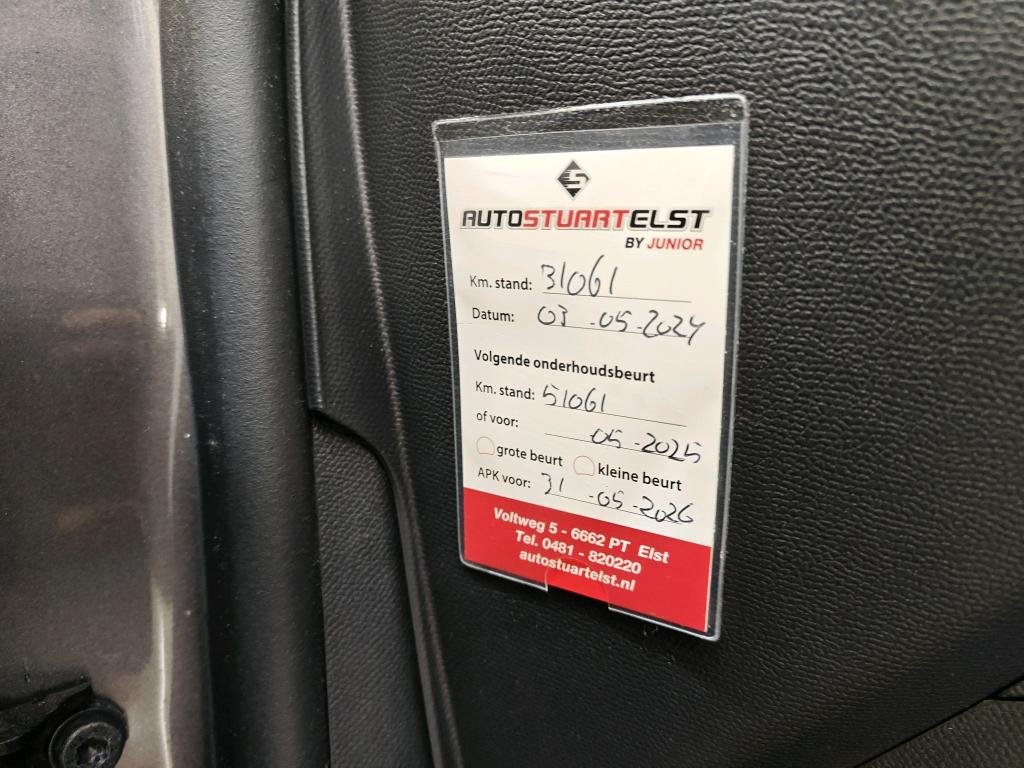 AUTOSTUARTELST
BY JUNIOR
Km. stand: 31061
Datum: 03-05-2024
Volgende onderhoudsbeurt
Km. stand: 51061
of voor: 05-2025
grote beurt kleine beurt
APK voor: 31-05-2026
Voltweg 5 - 6662 PT Elst
Tel. 0481 - 820220
autostuartelst.nl